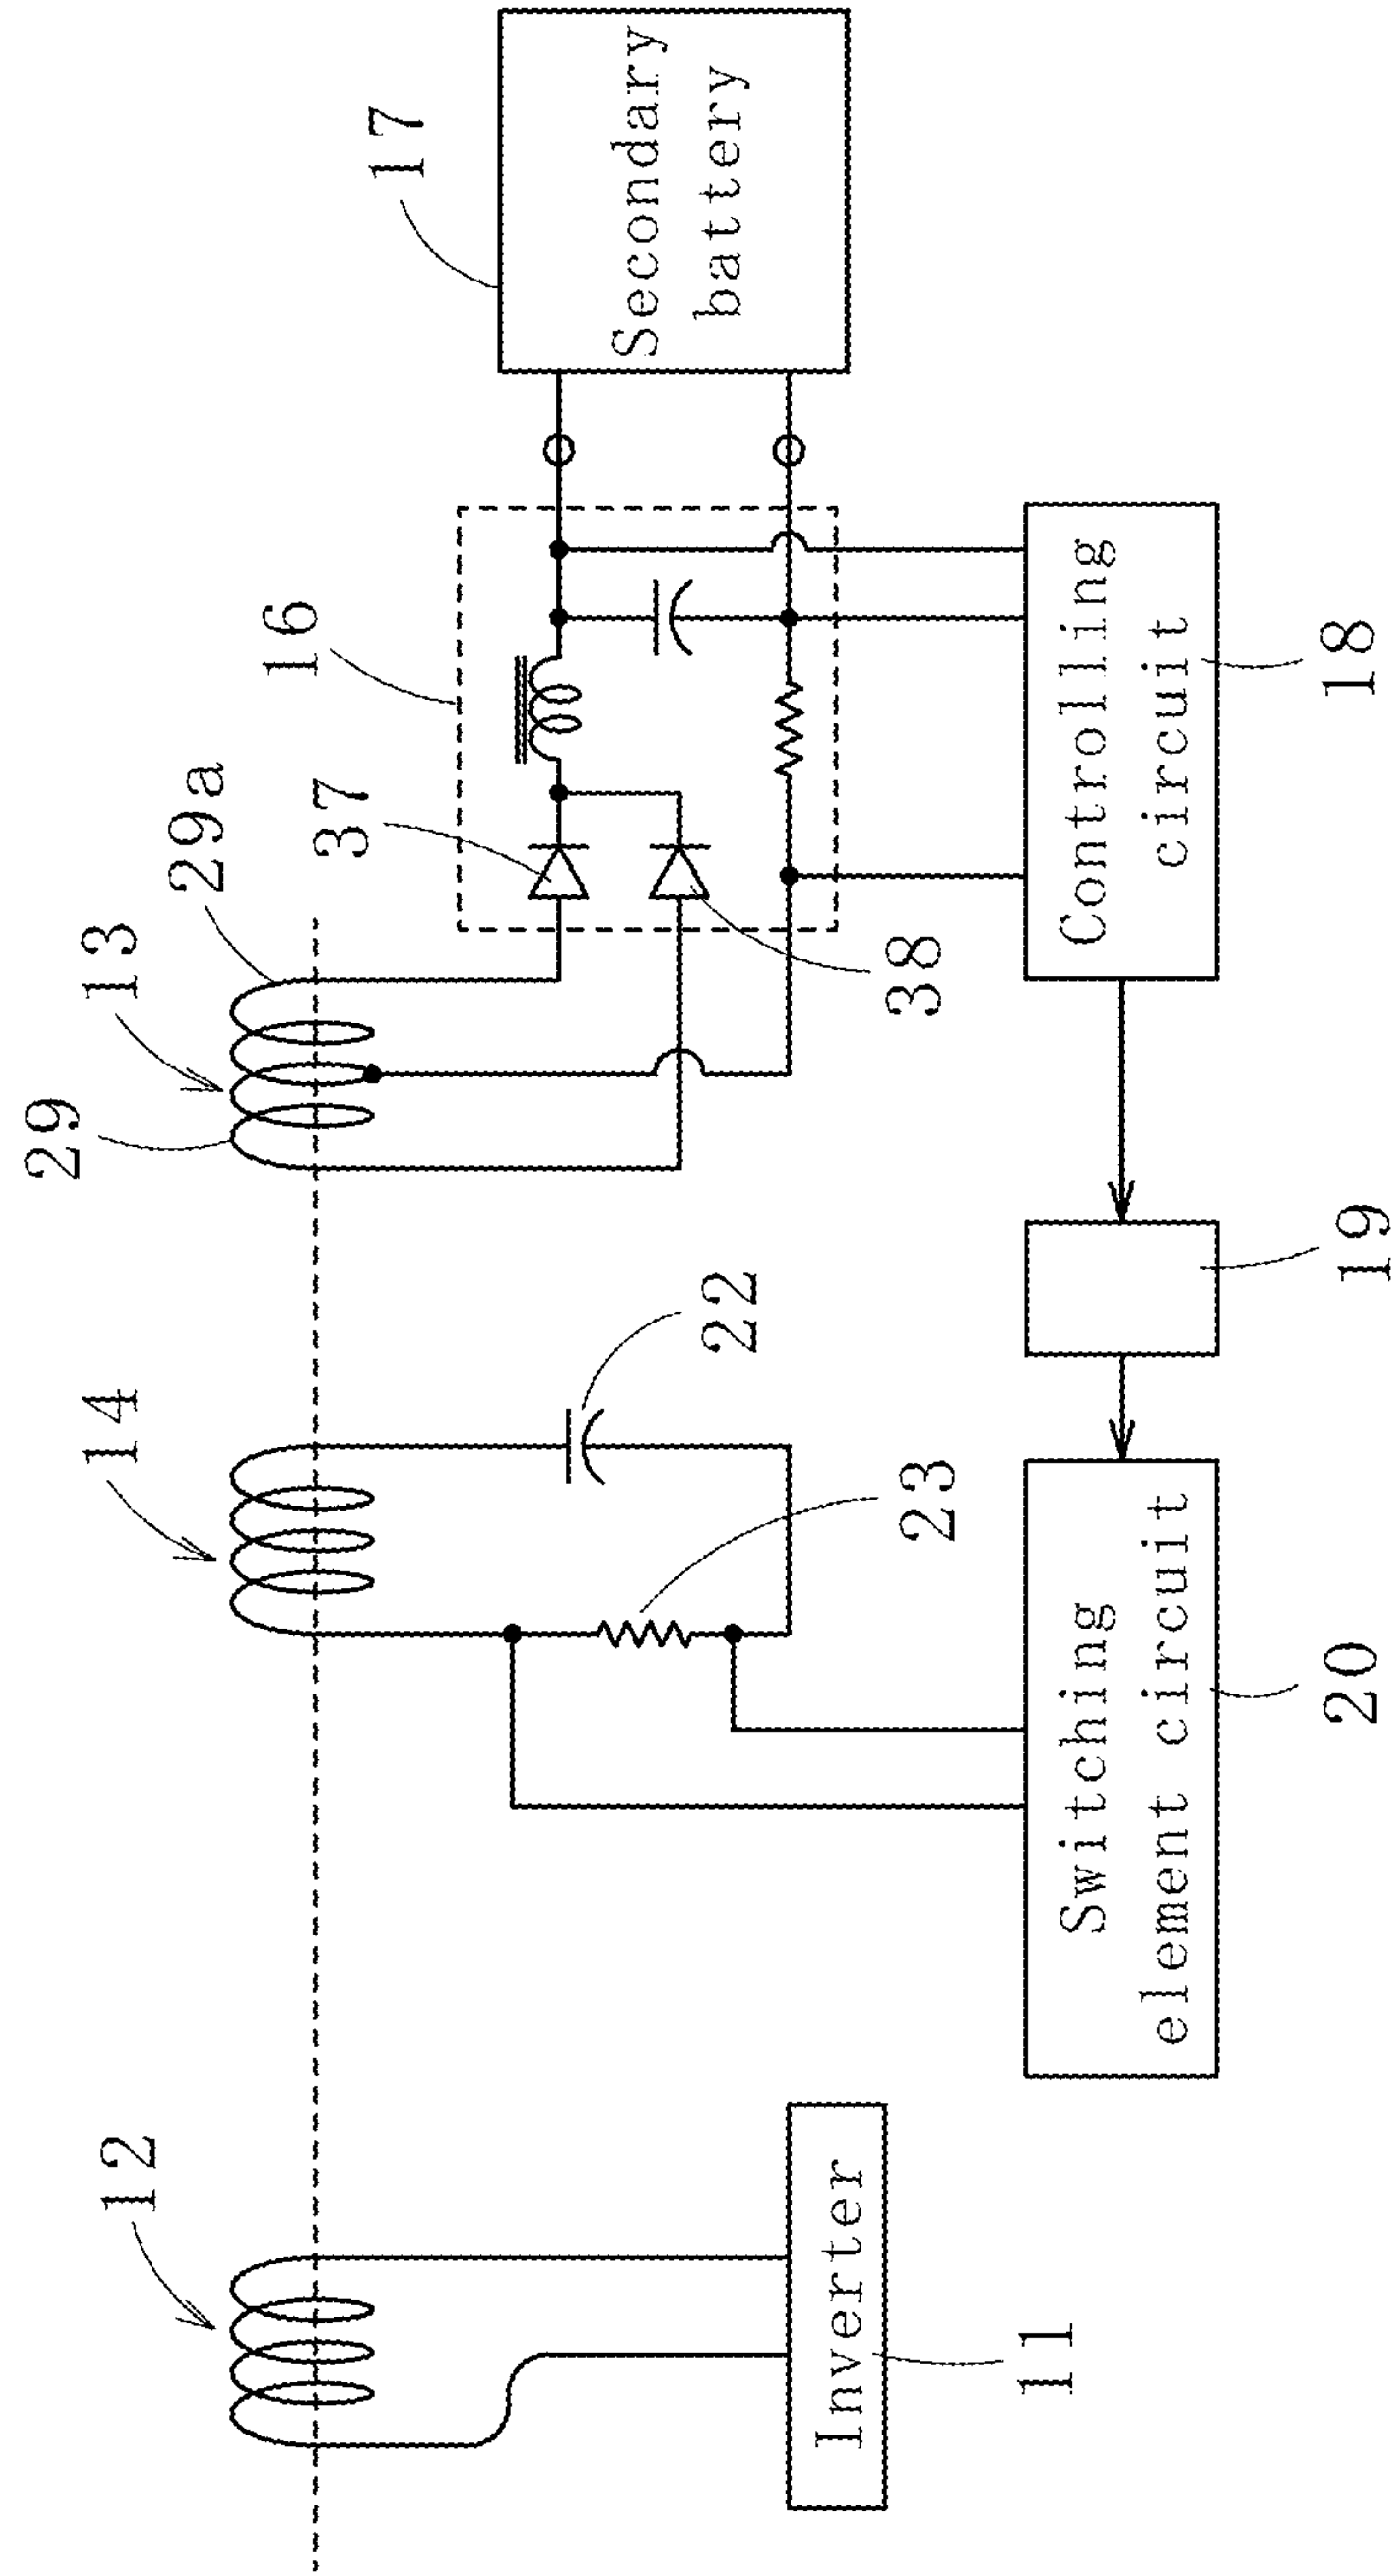 12
14
13
29
29a
16
37
38
17
Secondary
battery
22
23
Inverter
11
Switching
element circuit
20
19
Controlling
circuit
18